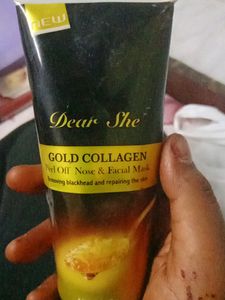 NEW
Dear She
GOLD COLLAGEN
Peel Off Nose & Facial Mask
removing blackhead and repairing the skin